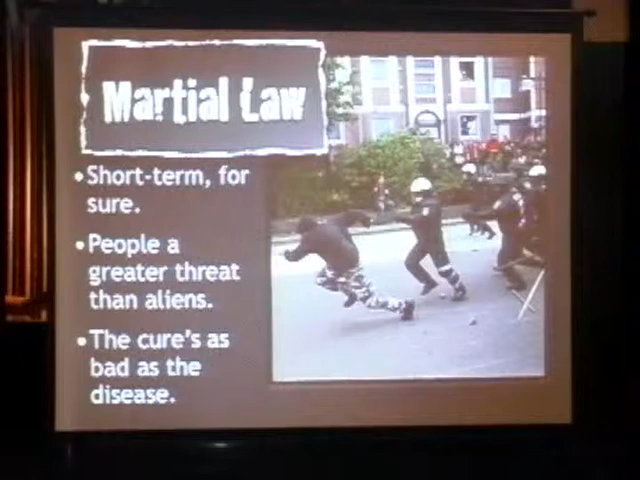 Martial Law
•Short-term, for
sure.
•People a
greater threat
than aliens.
•The cure's as
bad as the
disease.